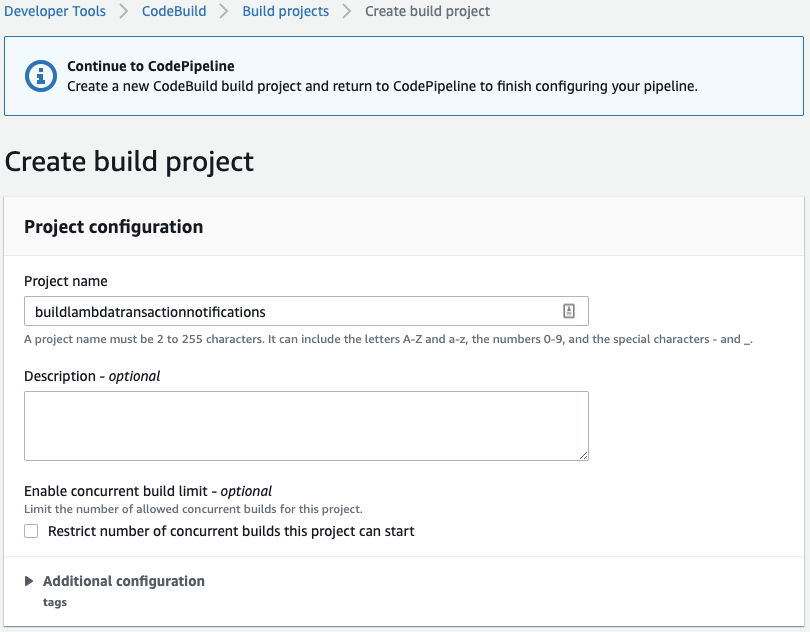 Developer Tools > CodeBuild > Build projects > Create build project
Continue to CodePipeline
Create a new CodeBuild build project and return to CodePipeline to finish configuring your pipeline.
Create build project
Project configuration
Project name
buildlambdatransactionnotifications
A project name must be 2 to 255 characters. It can include the letters A-Z and a-z, the numbers 0-9, and the special characters - and _.
Description - optional
Enable concurrent build limit - optional
Limit the number of allowed concurrent builds for this project.
Restrict number of concurrent builds this project can start
Additional configuration
tags